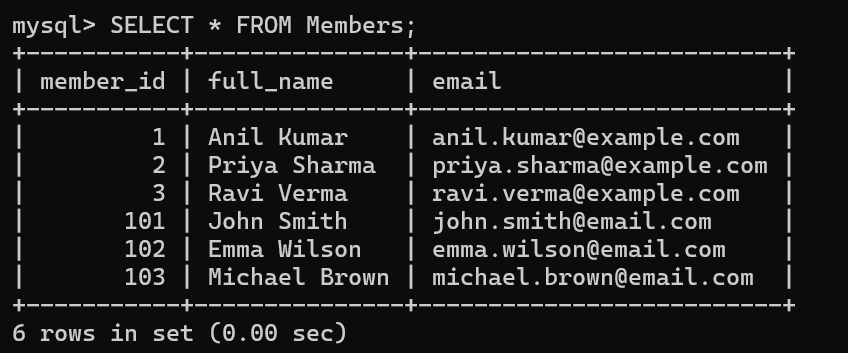 mysql> SELECT * FROM Members;
+-----------+---------------+--------------------------+
| member_id | full_name     | email                    |
+-----------+---------------+--------------------------+
|         1 | Anil Kumar    | anil.kumar@example.com   |
|         2 | Priya Sharma  | priya.sharma@example.com |
|         3 | Ravi Verma    | ravi.verma@example.com   |
|       101 | John Smith    | john.smith@email.com     |
|       102 | Emma Wilson   | emma.wilson@email.com    |
|       103 | Michael Brown | michael.brown@email.com  |
+-----------+---------------+--------------------------+
6 rows in set (0.00 sec)